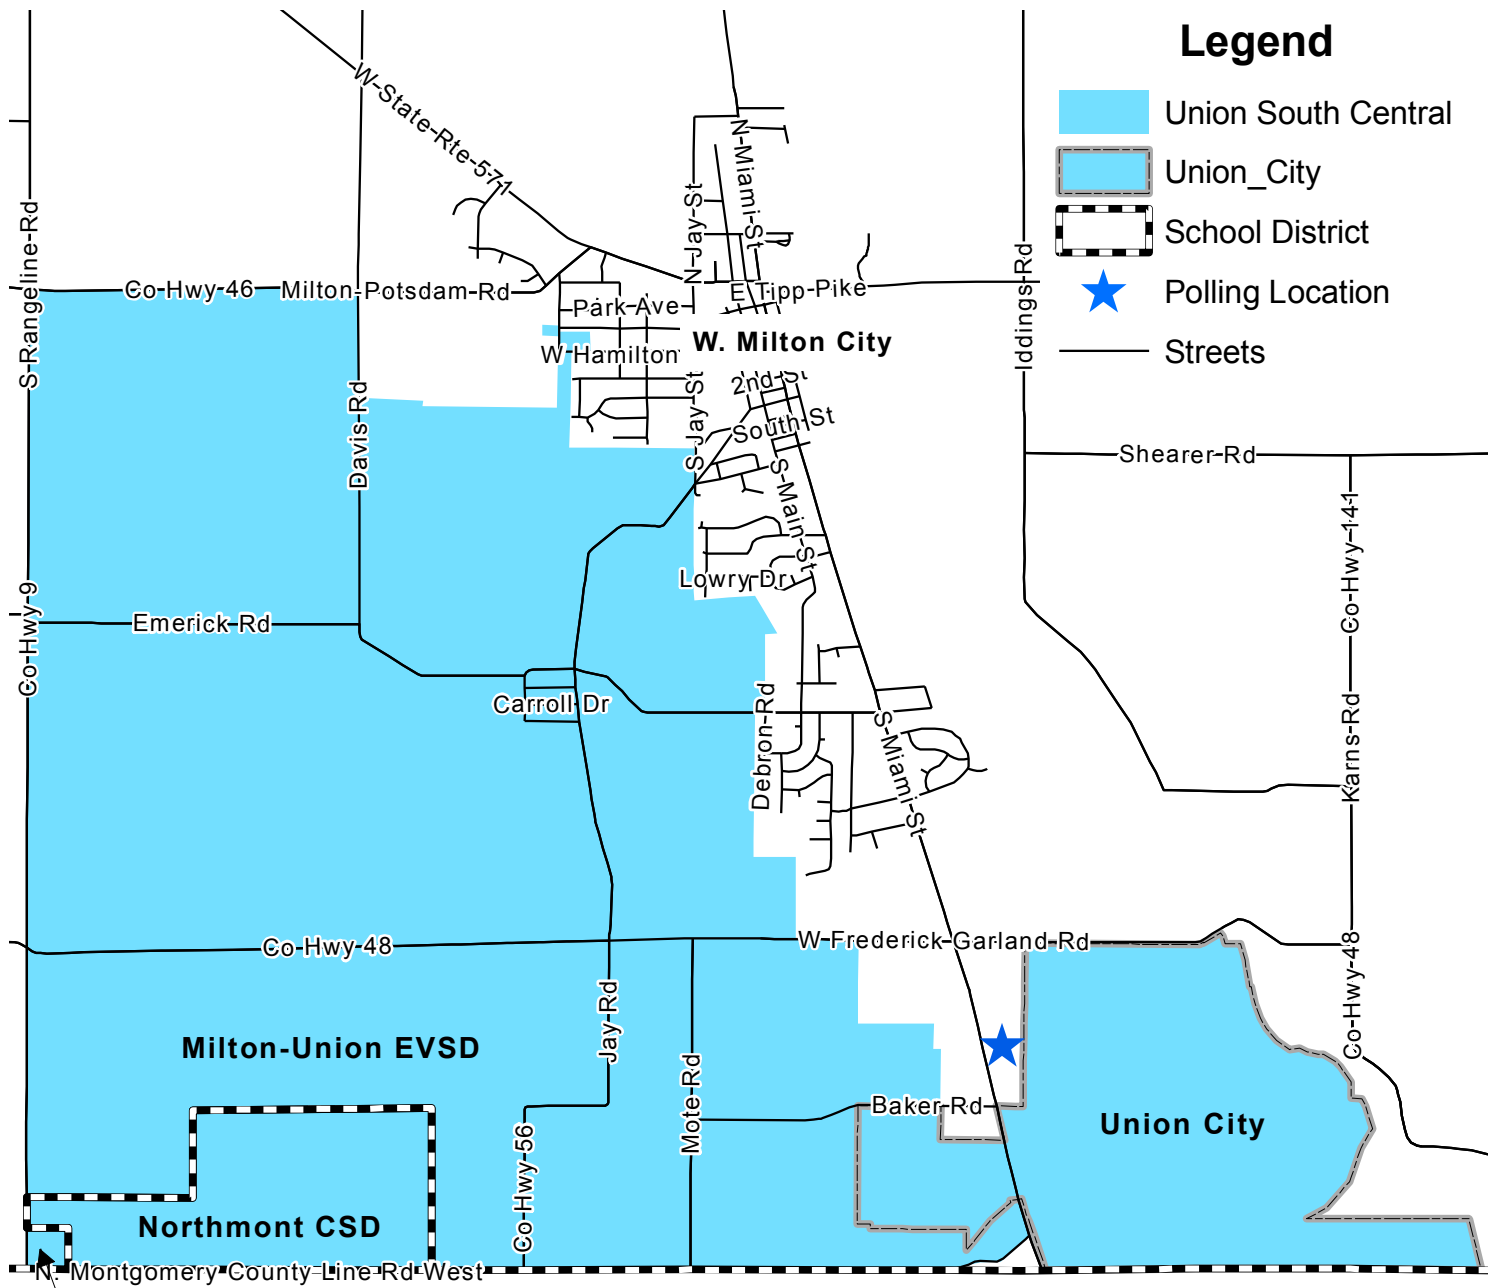 Legend
Union South Central
Union_City
School District
Polling Location
Streets
W-State-Rte-571
N-Miami-St
N-Jay-St
S-Rangeline-Rd
Iddings-Rd
Co-Hwy-46
Milton-Potsdam-Rd
E Tipp-Pike
Park Ave
W Hamilton
W. Milton City
2nd-St
South-St
Davis-Rd
S-Jay-St
Shearer-Rd
S-Main-St
Co-Hwy-141
Lowry-Dr
Co-Hwy-9
Emerick Rd
Carroll-Dr
Debron-Rd
S-Miami-St
Karns-Rd
Co-Hwy-48
W-Frederick-Garland-Rd
Co-Hwy-48
Jay-Rd
Milton-Union EVSD
Mote-Rd
Baker-Rd
Union City
Co-Hwy-56
Northmont CSD
N. Montgomery County Line Rd West